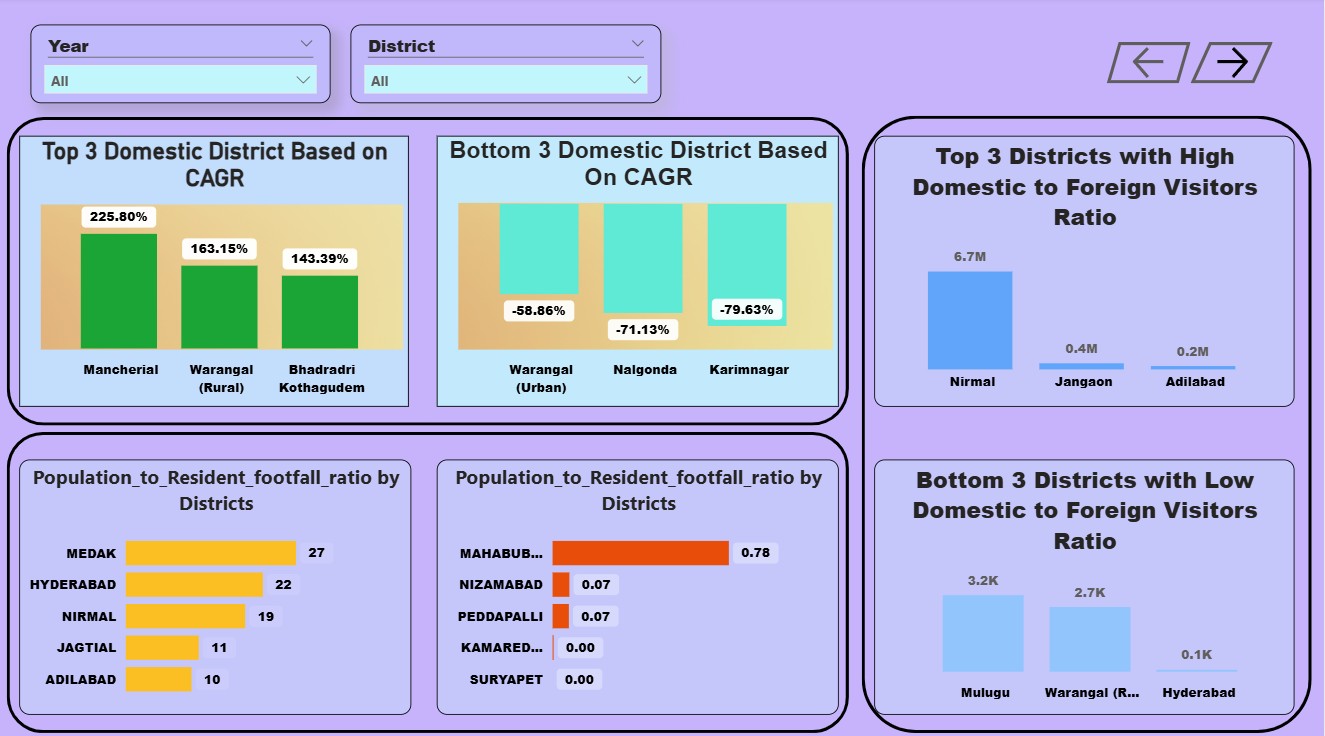 Year
All
District
All
Top 3 Domestic District Based on
CAGR
225.80%
163.15%
143.39%
Mancherial
Warangal
(Rural)
Bhadradri
Kothagudem
Bottom 3 Domestic District Based
On CAGR
-58.86%
-71.13%
-79.63%
Warangal
(Urban)
Nalgonda
Karimnagar
Top 3 Districts with High
Domestic to Foreign Visitors
Ratio
6.7M
0.4M
0.2M
Nirmal
Jangaon
Adilabad
Population_to_Resident_footfall_ratio by
Districts
MEDAK 27
HYDERABAD 22
NIRMAL 19
JAGTIAL 11
ADILABAD 10
Population_to_Resident_footfall_ratio by
Districts
MAHABUB... 0.78
NIZAMABAD 0.07
PEDDAPALLI 0.07
KAMARED... 0.00
SURYAPET 0.00
Bottom 3 Districts with Low
Domestic to Foreign Visitors
Ratio
3.2K
2.7K
0.1K
Mulugu
Warangal (R...
Hyderabad